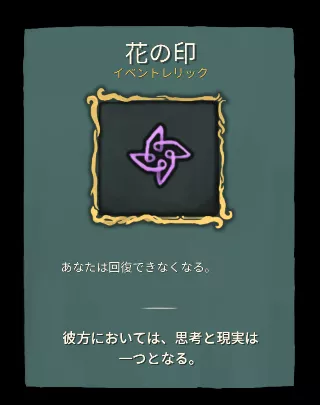 花の印
イベントレリック
あなたは回復できなくなる。
彼方においては、思考と現実は
一つとなる。